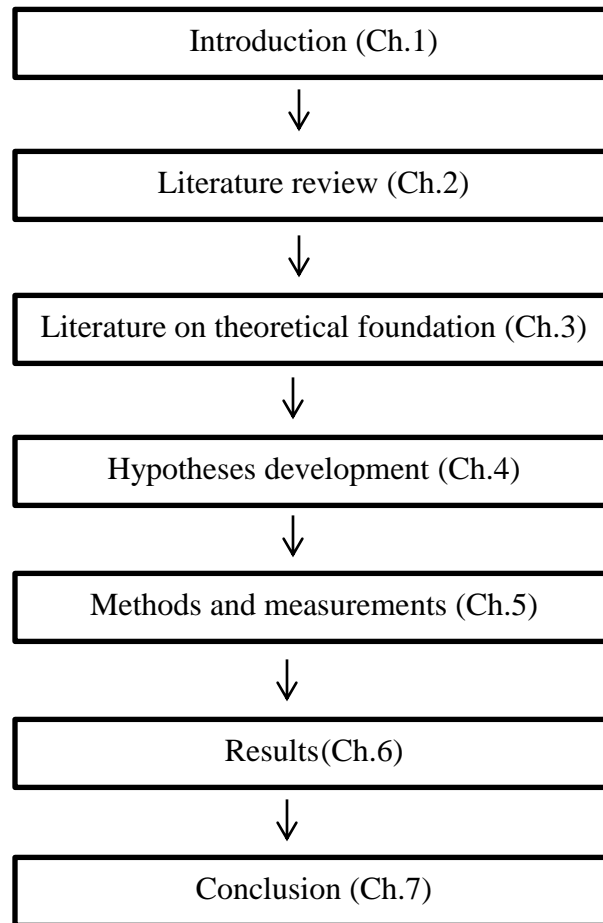 Introduction (Ch.1)
Literature review (Ch.2)
Literature on theoretical foundation (Ch.3)
Hypotheses development (Ch.4)
Methods and measurements (Ch.5)
Results(Ch.6)
Conclusion (Ch.7)